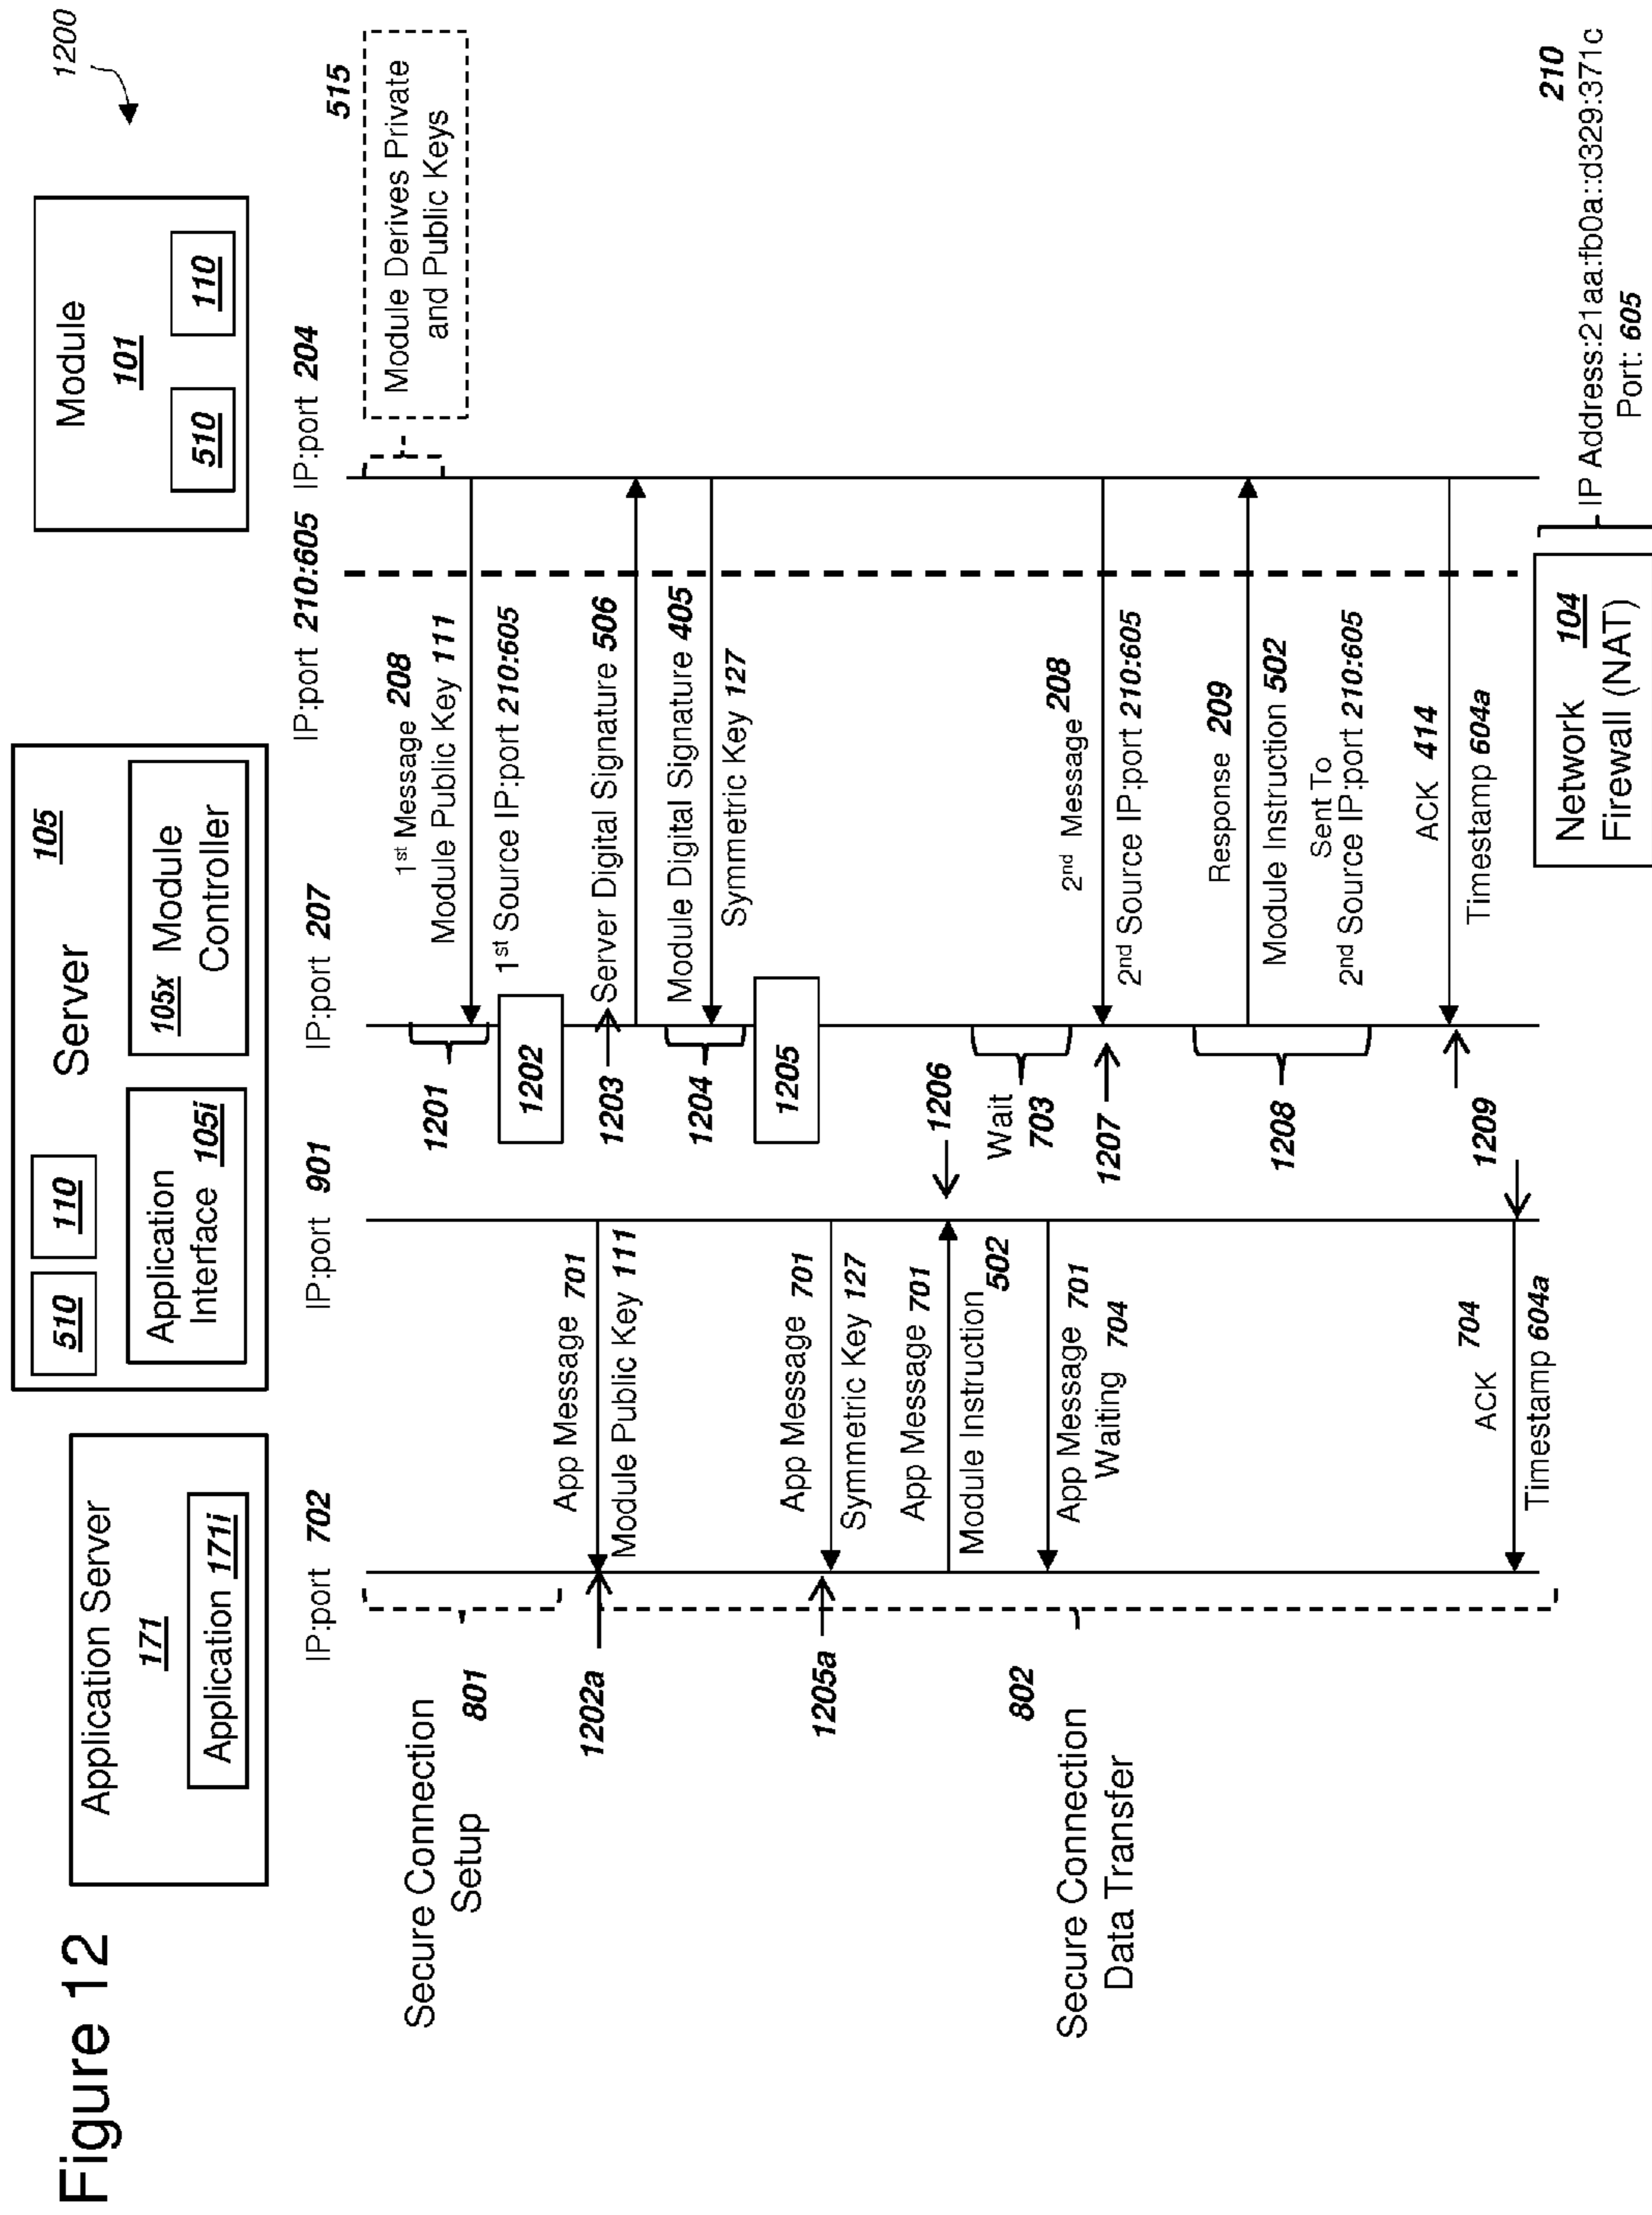 Figure 12
1200
Application Server
171
Application 171i
Server
105
510
110
Application
Interface 105i
105x Module
Controller
Module
101
510
110
IP:port 702
IP:port 901
IP:port 207
IP:port 210:605
IP:port 204
515
Module Derives Private
and Public Keys
Secure Connection
Setup
801
1201
1st Message 208
Module Public Key 111
1st Source IP:port 210:605
1202
App Message 701
Module Public Key 111
1202a
1203
Server Digital Signature 506
Module Digital Signature 405
Symmetric Key 127
1204
1205
App Message 701
Symmetric Key 127
1205a
App Message 701
Module Instruction
502
1206
Secure Connection
Data Transfer
802
App Message 701
Waiting 704
Wait
703
2nd Message 208
2nd Source IP:port 210:605
1207
Response 209
Module Instruction 502
Sent To
2nd Source IP:port 210:605
1208
ACK 414
Timestamp 604a
1209
ACK 704
Timestamp 604a
Network 104
Firewall (NAT)
210
IP Address:21aa:fb0a::d329:371c
Port: 605